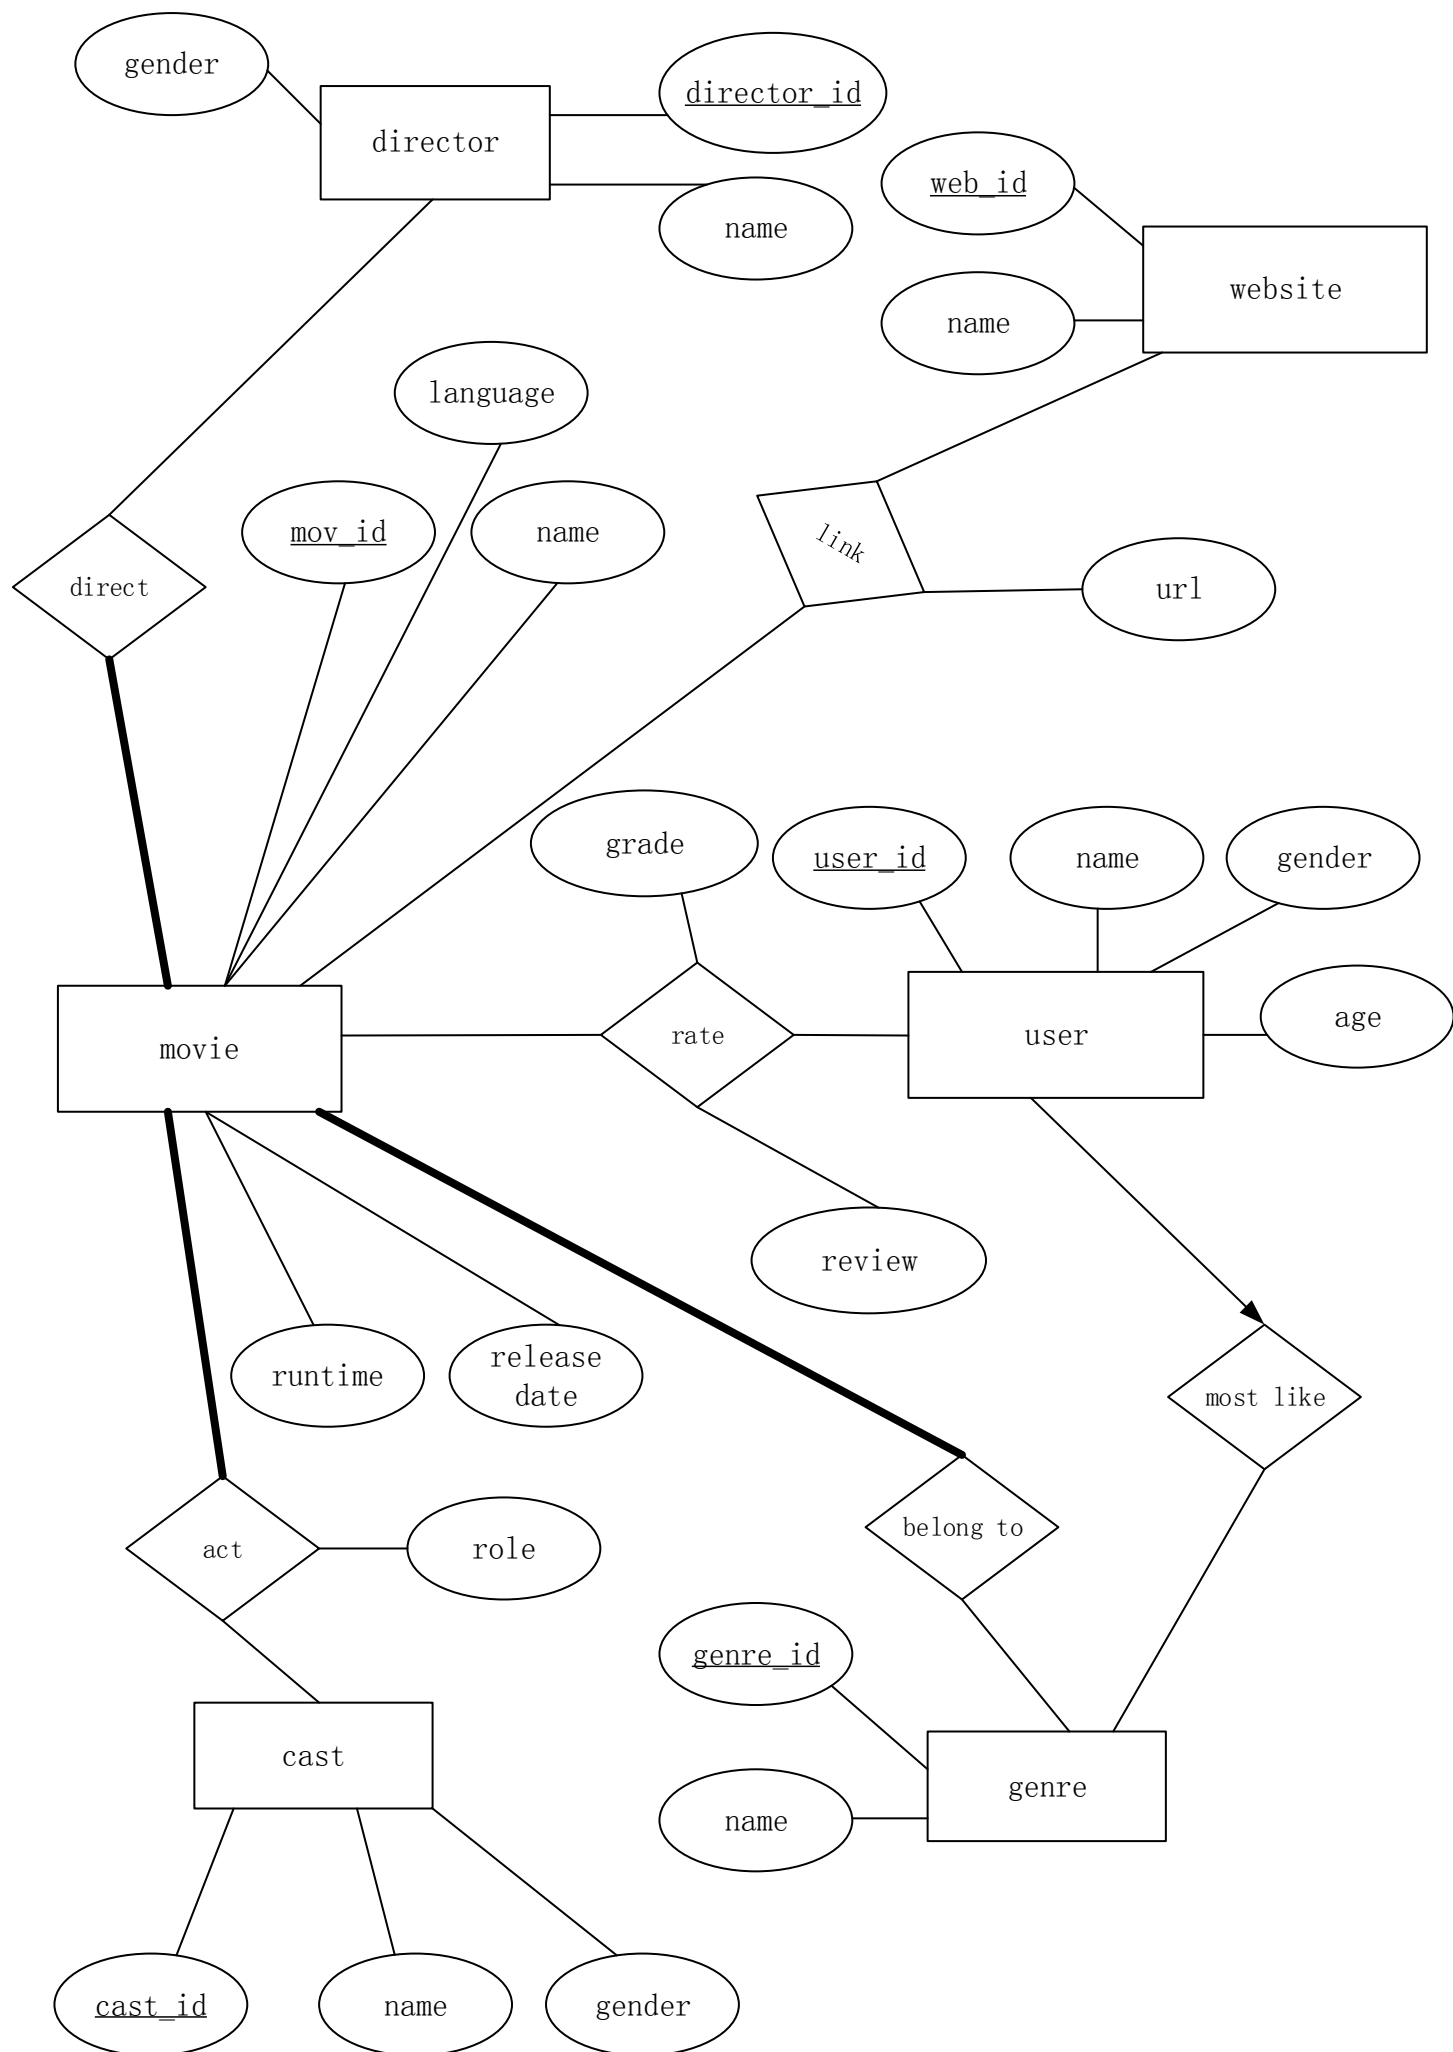 gender
director
director_id
name
web_id
website
name
language
mov_id
name
link
direct
url
grade
user_id
name
gender
movie
rate
user
age
review
runtime
release
date
most like
act
role
belong to
genre_id
cast
genre
name
cast_id
name
gender